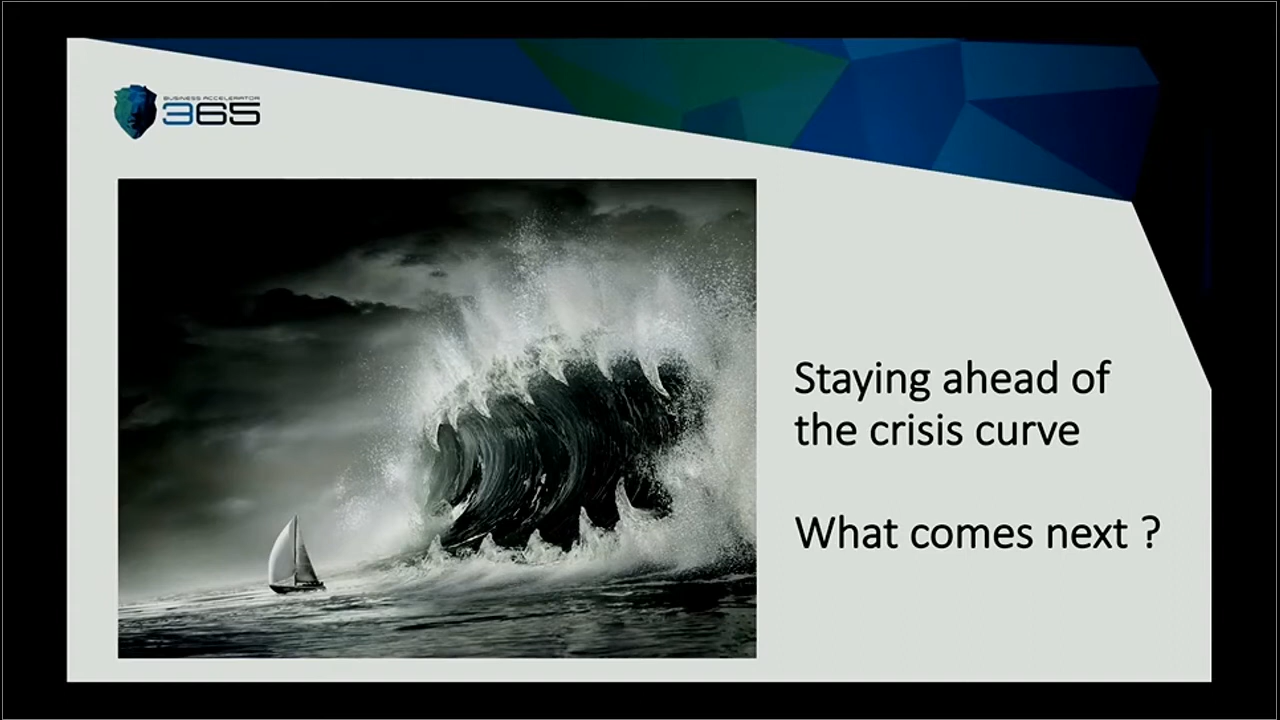 BUSINESS ACCELERATOR
365
Staying ahead of
the crisis curve
What comes next ?